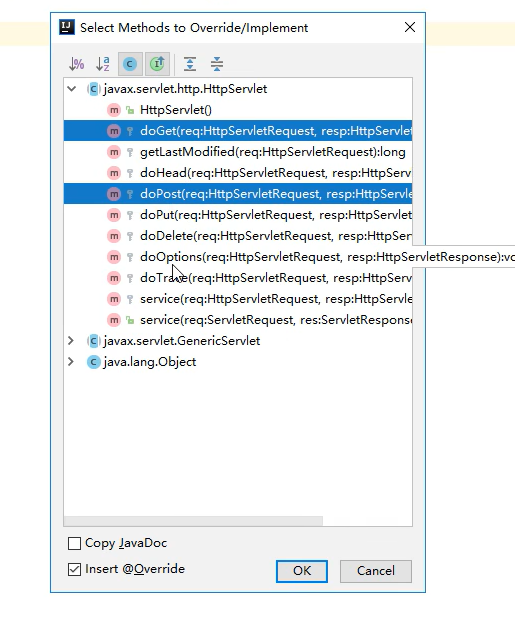 Select Methods to Override/Implement
javax.servlet.http.HttpServlet
HttpServlet()
doGet(req:HttpServletRequest, resp:HttpServlet
getLastModified(req:HttpServletRequest):long
doHead(req:HttpServletRequest, resp:HttpServ
doPost(req:HttpServletRequest, resp:HttpServle
doPut(req:HttpServletRequest, resp:HttpServlet
doDelete(req:HttpServletRequest, resp:HttpSer
doOptions(req:HttpServletRequest, resp:HttpServletResponse):vo
doTrace(req:HttpServletRequest, resp:HttpServ
service(req:HttpServletRequest, resp:HttpServle
service(req:ServletRequest, res:ServletResponse
javax.servlet.GenericServlet
java.lang.Object
Copy JavaDoc
Insert @Override
OK Cancel